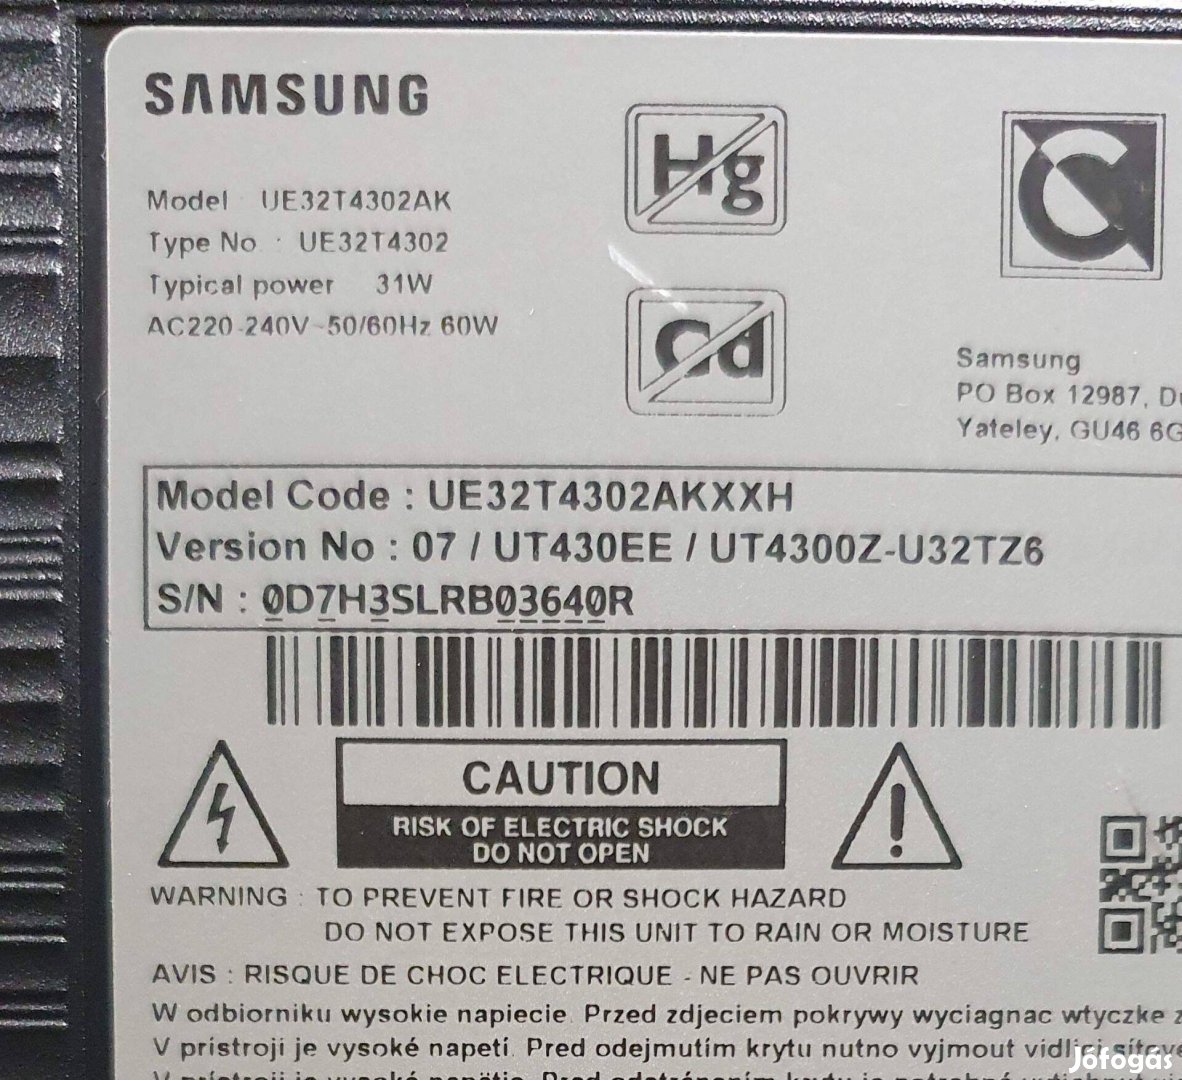 SAMSUNG
Hg
C
Model UE32T4302AK
Type No. : UE32T4302
Typical power 31W
AC220-240V~50/60Hz 60W
Cd
Samsung
PO Box 12987,
Yateley, GU46
Model Code : UE32T4302AKXXH
Version No : 07 / UT430EE / UT4300Z-U32TZ6
S/N : 0D7H3SLRB03640R
CAUTION
RISK OF ELECTRIC SHOCK
DO NOT OPEN
WARNING : TO PREVENT FIRE OR SHOCK HAZARD
DO NOT EXPOSE THIS UNIT TO RAIN OR MOISTURE
AVIS : RISQUE DE CHOC ELECTRIQUE - NE PAS OUVRIR
W odbiorniku wysokie napiecie. Przed zdjeciem pokrywy wyciagnac wtyczke z
V prístroji je vysoké napetí. Pred odejmutím krytu nutno vyjmout vidlici
Jófogás